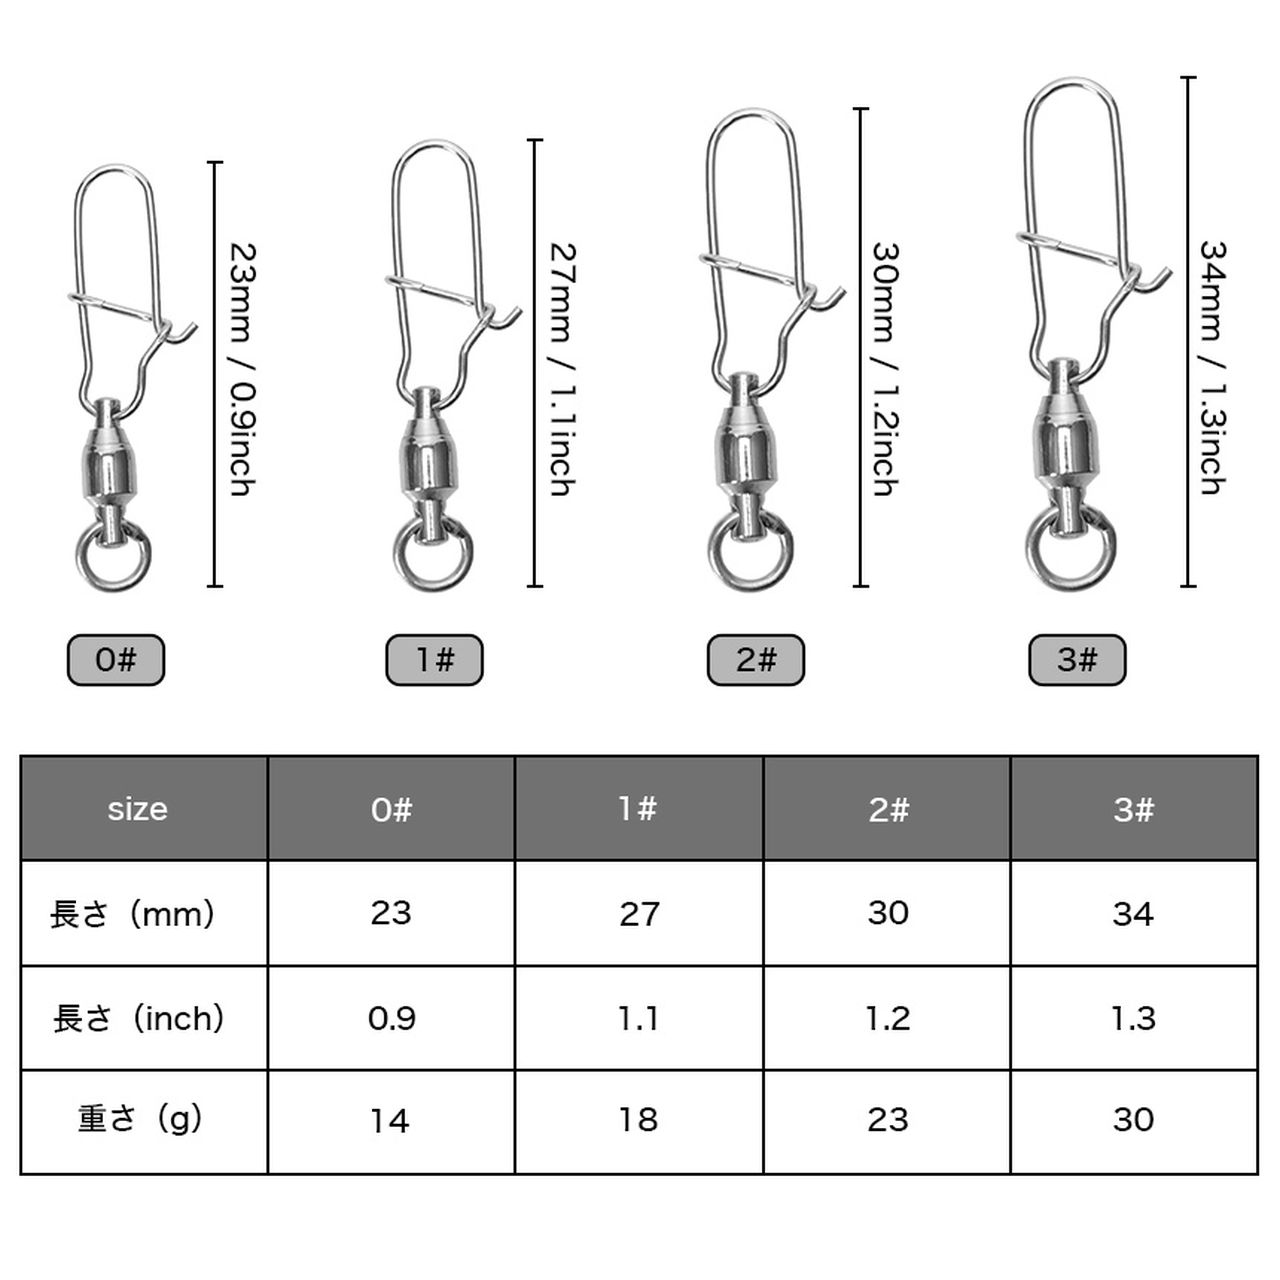 23mm / 0.9inch
27mm / 1.1inch
30mm / 1.2inch
34mm / 1.3inch
0#
1#
2#
3#
size 0# 1# 2# 3#
長さ（mm） 23 27 30 34
長さ（inch） 0.9 1.1 1.2 1.3
重さ（g） 14 18 23 30